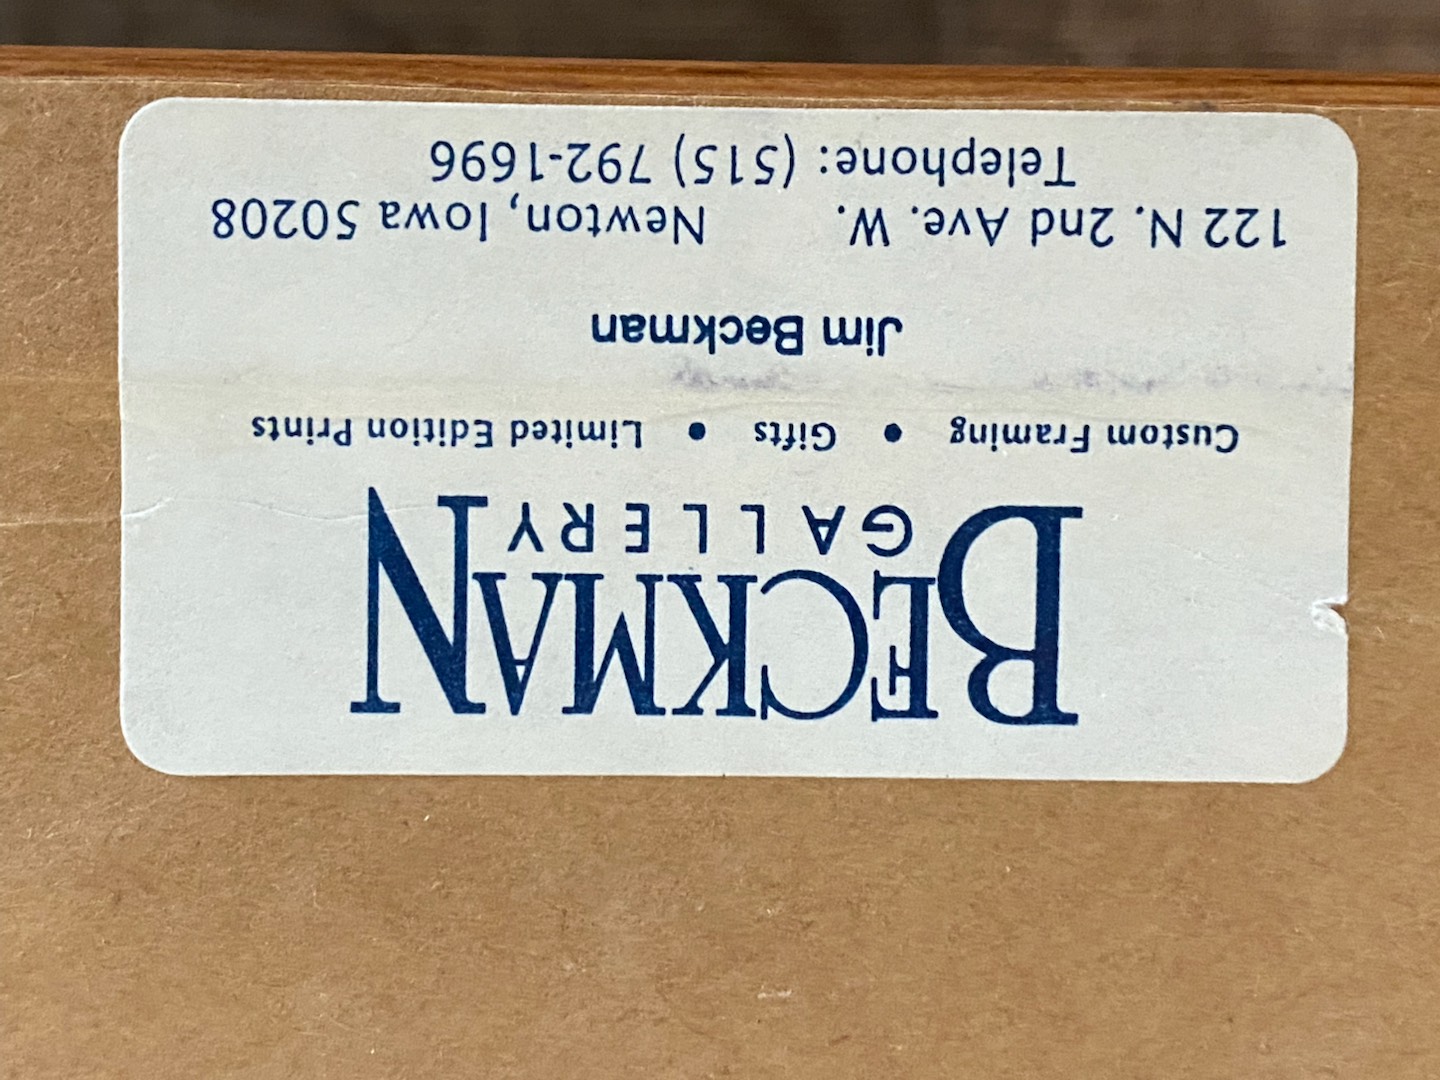 BECKMAN
GALLERY
Custom Framing • Gifts • Limited Edition Prints
Jim Beckman
122 N. 2nd Ave. W. Newton, Iowa 50208
Telephone: (515) 792-1696